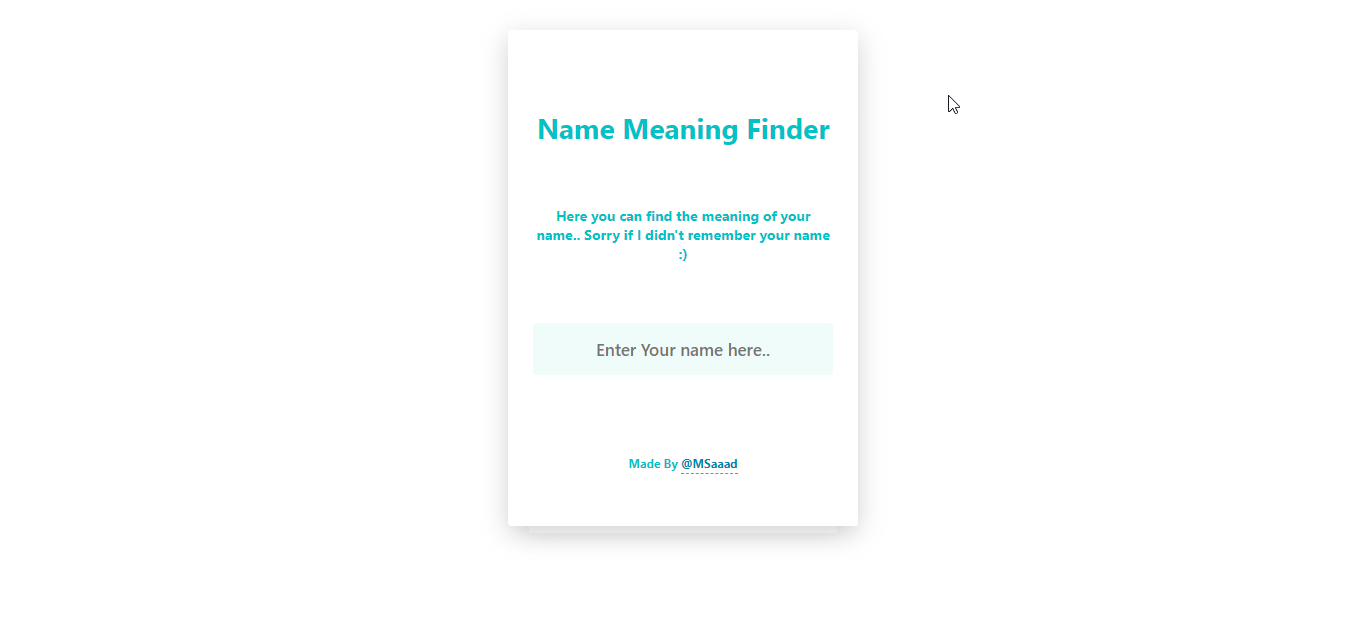 Name Meaning Finder
Here you can find the meaning of your
name.. Sorry if I didn't remember your name
:)
Enter Your name here..
Made By @MSaaad